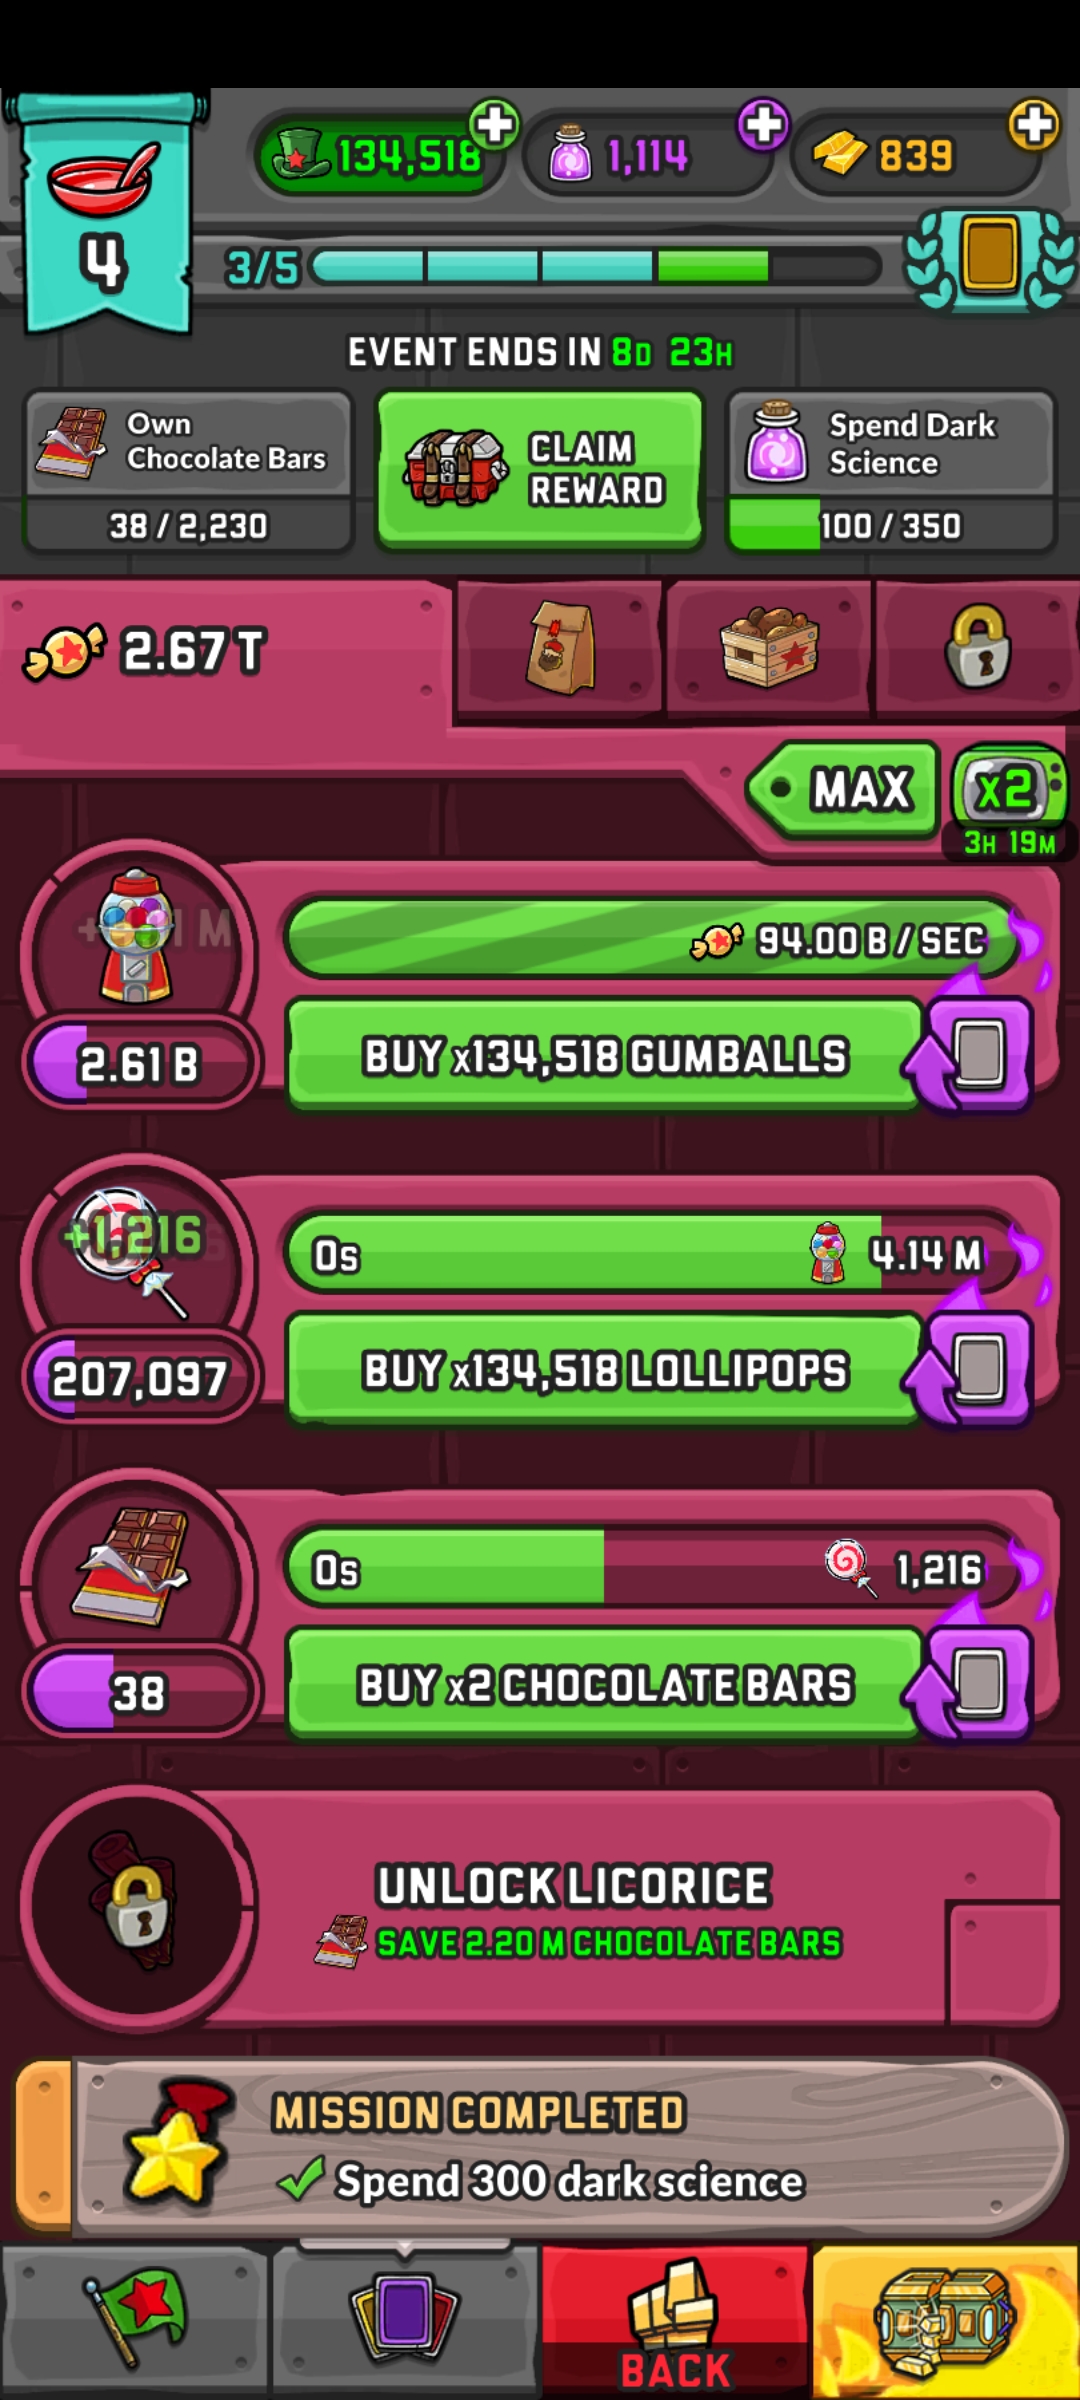 134,518
1,114
839
4
3/5
EVENT ENDS IN 8D 23H
Own
Chocolate Bars
38 / 2,230
CLAIM
REWARD
Spend Dark
Science
100 / 350
2.67 T
MAX
x2
3H 19M
94.00 B / SEC
2.61 B
BUY x134,518 GUMBALLS
+1,216
0s
4.14 M
207,097
BUY x134,518 LOLLIPOPS
0s
1,216
38
BUY x2 CHOCOLATE BARS
UNLOCK LICORICE
SAVE 2.20 M CHOCOLATE BARS
MISSION COMPLETED
Spend 300 dark science
BACK